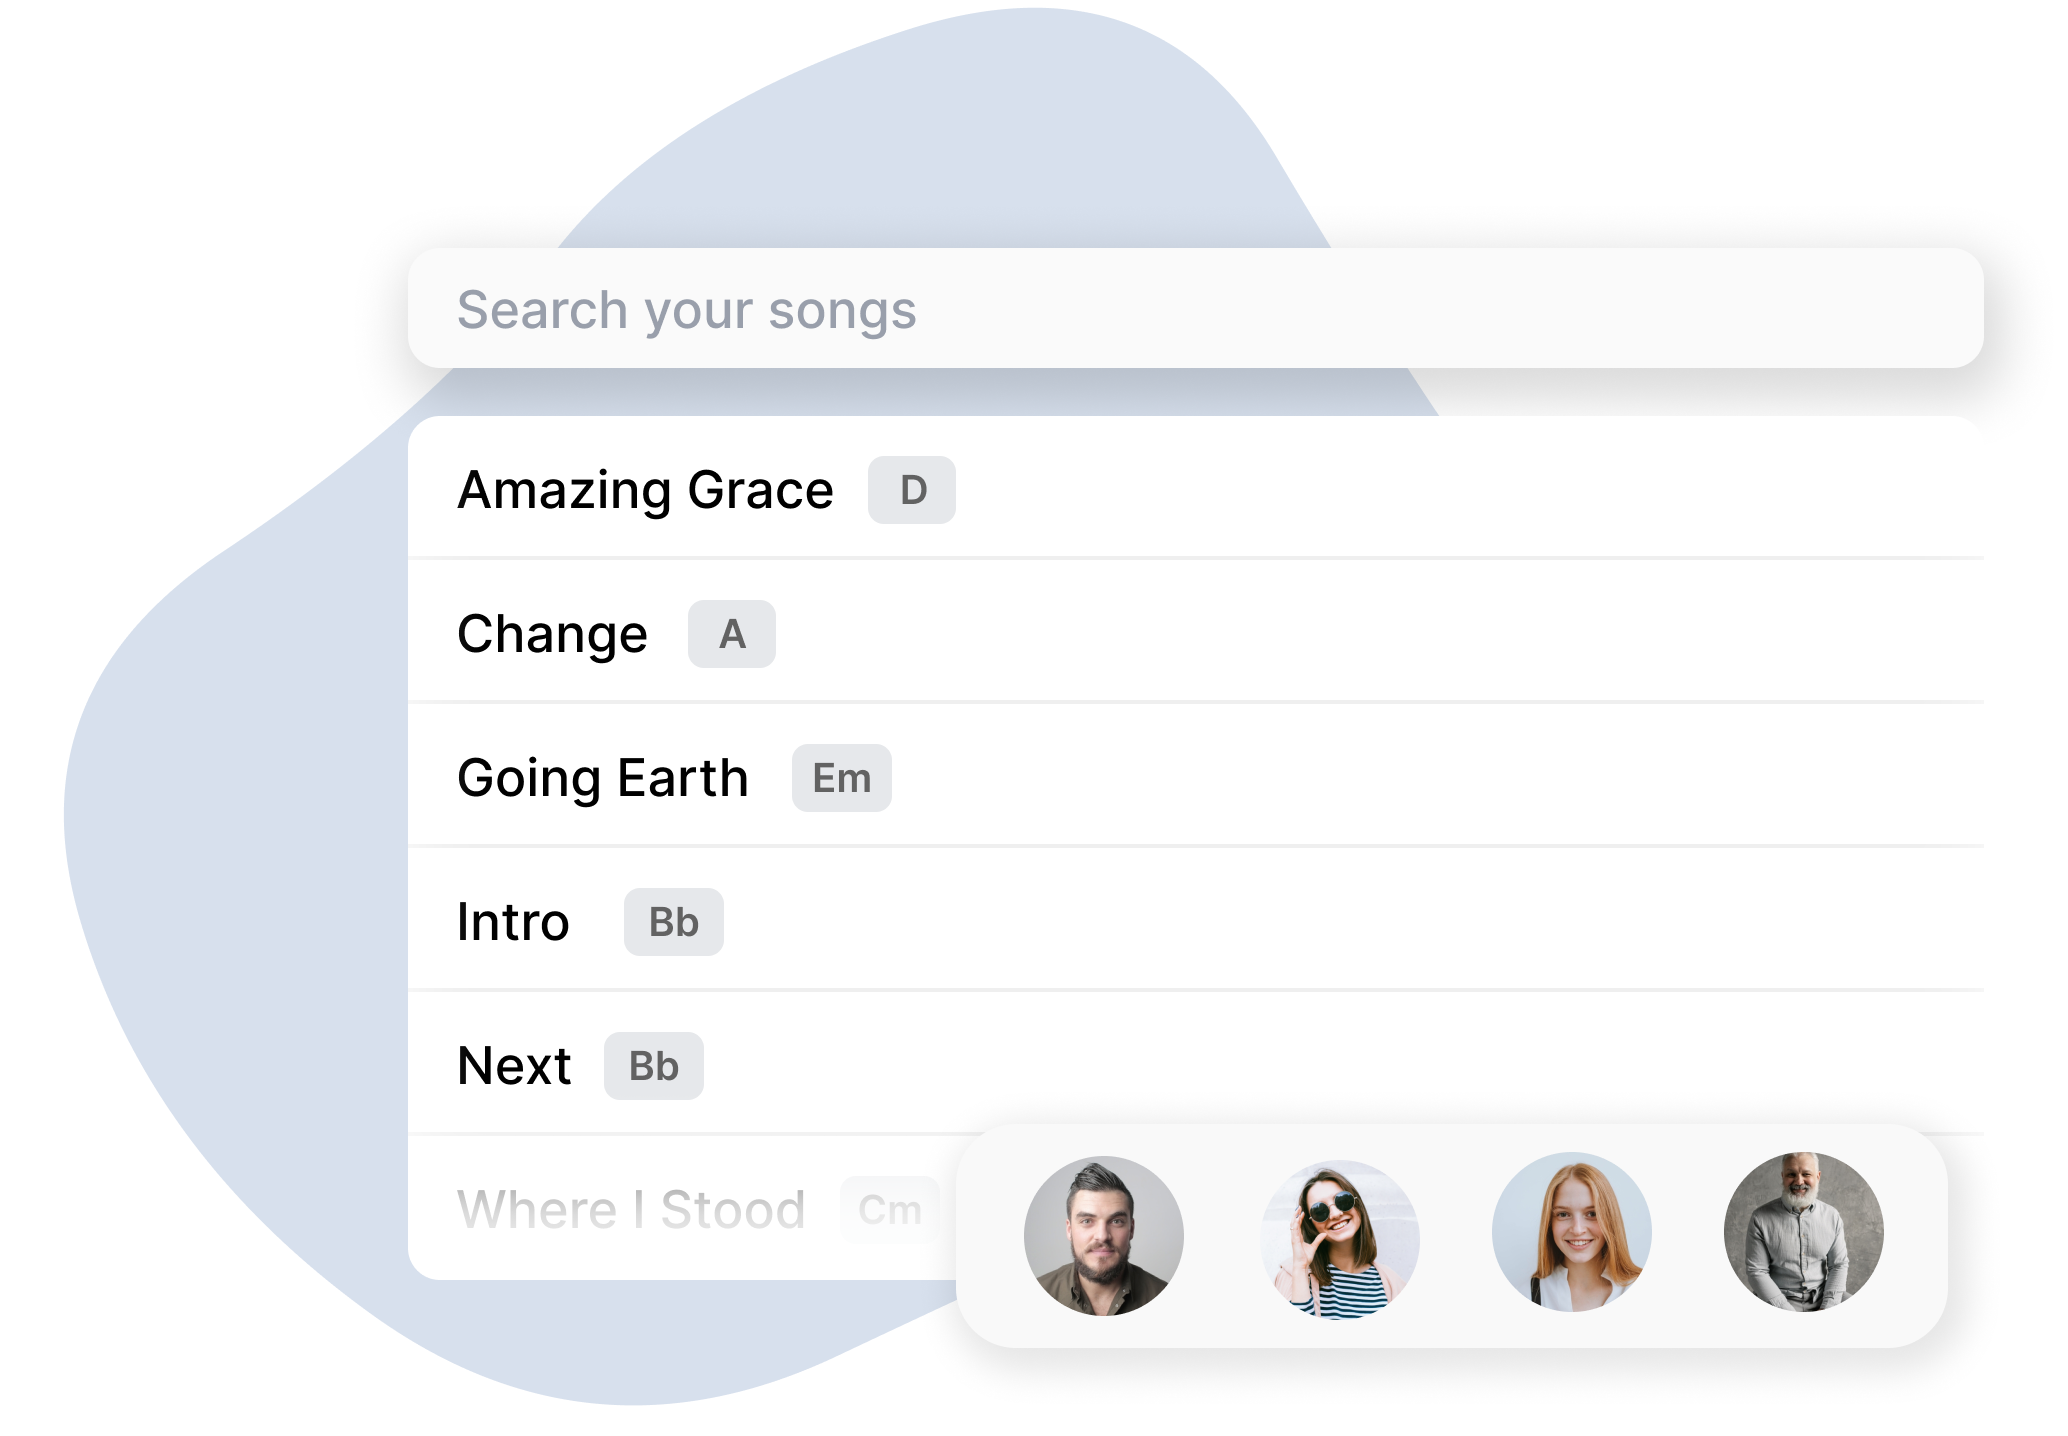 Search your songs
Amazing Grace D
Change A
Going Earth Em
Intro Bb
Next Bb
Where I Stood Cm